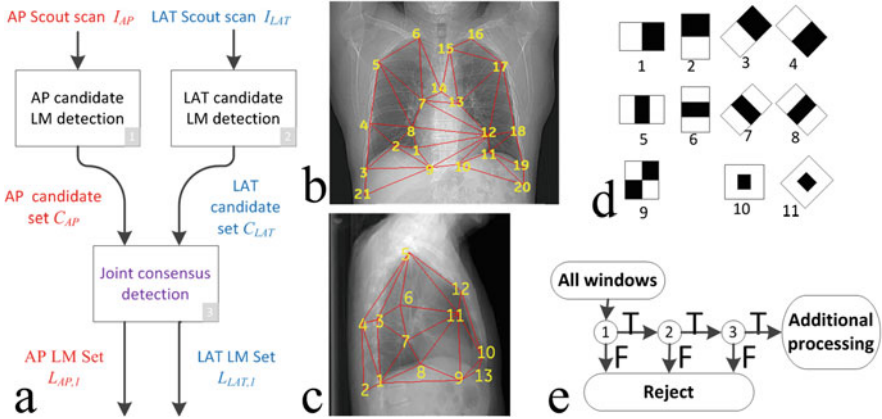 AP Scout scan I_AP
LAT Scout scan I_LAT
AP candidate
LM detection
1
LAT candidate
LM detection
2
AP candidate
set C_AP
LAT
candidate
set C_LAT
Joint consensus
detection
3
AP LM Set
L_AP,1
LAT LM Set
L_LAT,1
a
6
15
16
5
17
14
7
13
4
8
12
18
2
1
11
3
9
10
19
21
20
b
5
12
6
4
3
11
7
10
8
2
1
9
13
c
1
2
3
4
5
6
7
8
9
10
11
d
All windows
1
T
2
T
3
T
Additional
processing
F
F
F
Reject
e